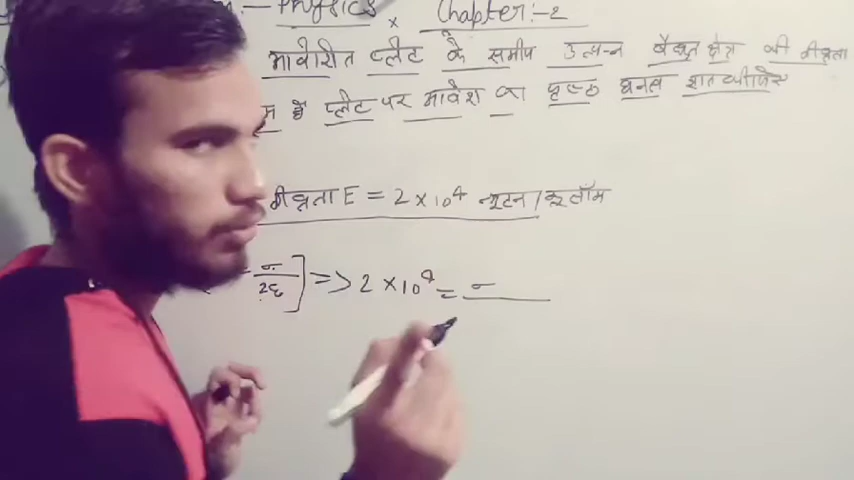 :- Physics x Chapter:-2
आवेशित प्लेट के समीप उत्पन्न वैद्युत क्षेत्र की तीव्रता
है प्लेट पर आवेश का पृष्ठ घनत्व ज्ञात कीजिए
तीव्रता E = 2 × 10⁴ न्यूटन/कूलॉम
σ/2ε] => 2 × 10⁴ = σ